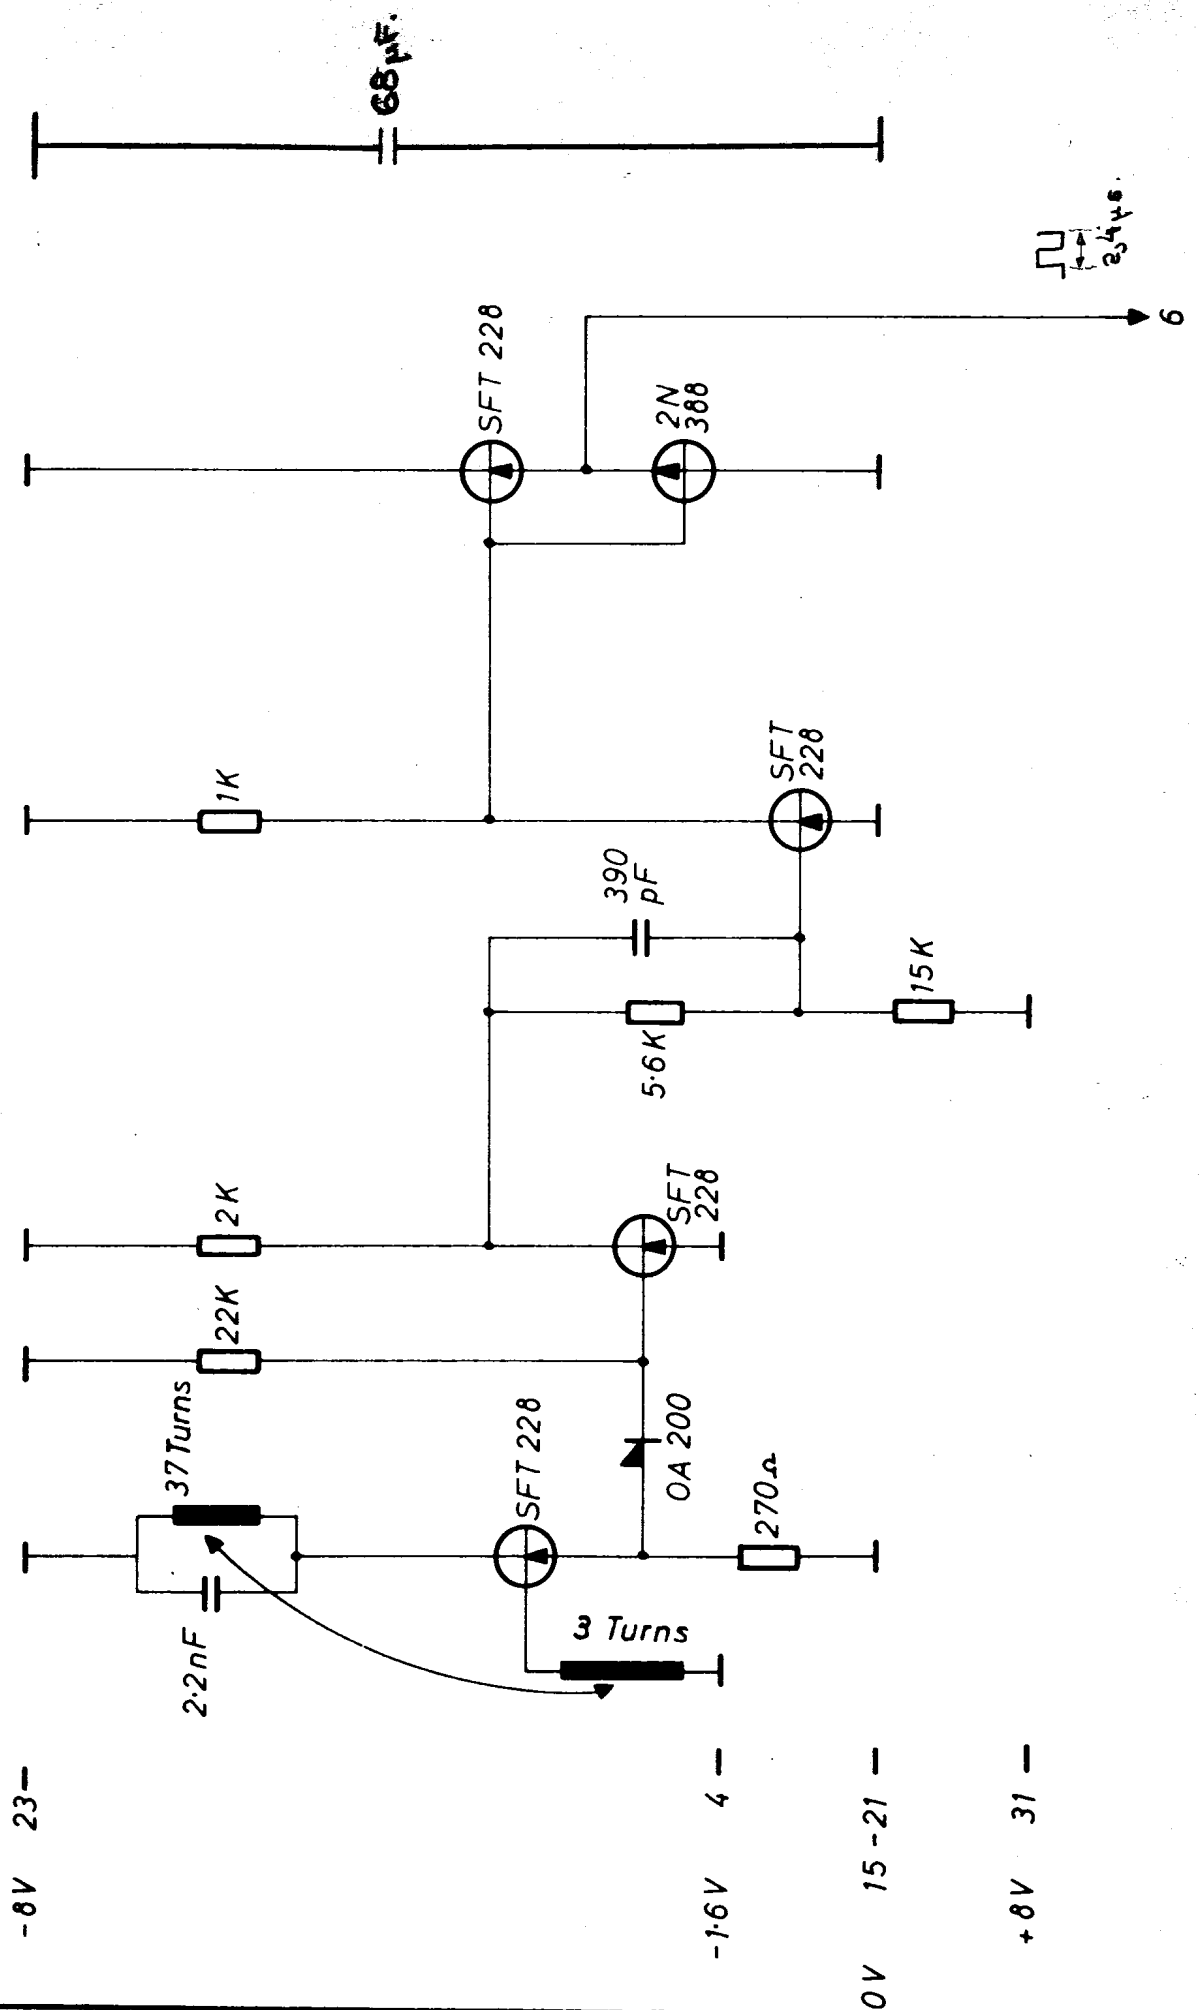 -8V 23
-1·6V 4
0V 15-21
+8V 31
2·2nF
37 Turns
3 Turns
SFT 228
OA 200
270Ω
22K
2K
SFT
228
5·6K
390
pF
15K
1K
SFT
228
SFT 228
2N
388
68µF.
2,4µs.
6